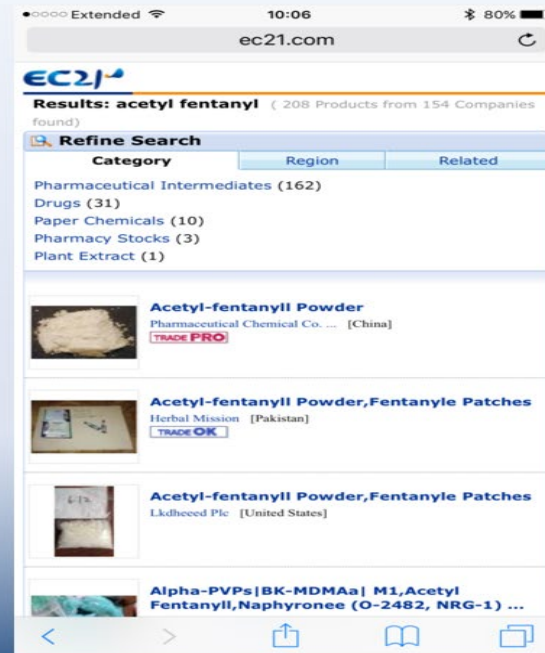 Extended 10:06 80%
ec21.com
EC21
Results: acetyl fentanyl ( 208 Products from 154 Companies
found)
Refine Search
Category Region Related
Pharmaceutical Intermediates (162)
Drugs (31)
Paper Chemicals (10)
Pharmacy Stocks (3)
Plant Extract (1)
Acetyl-fentanyll Powder
Pharmaceutical Chemical Co. ... [China]
TRADE PRO
Acetyl-fentanyll Powder,Fentanyle Patches
Herbal Mission [Pakistan]
TRADE OK
Acetyl-fentanyll Powder,Fentanyle Patches
Lkdheeed Plc [United States]
Alpha-PVPs|BK-MDMAa| M1,Acetyl
Fentanyll,Naphyronee (O-2482, NRG-1) ...